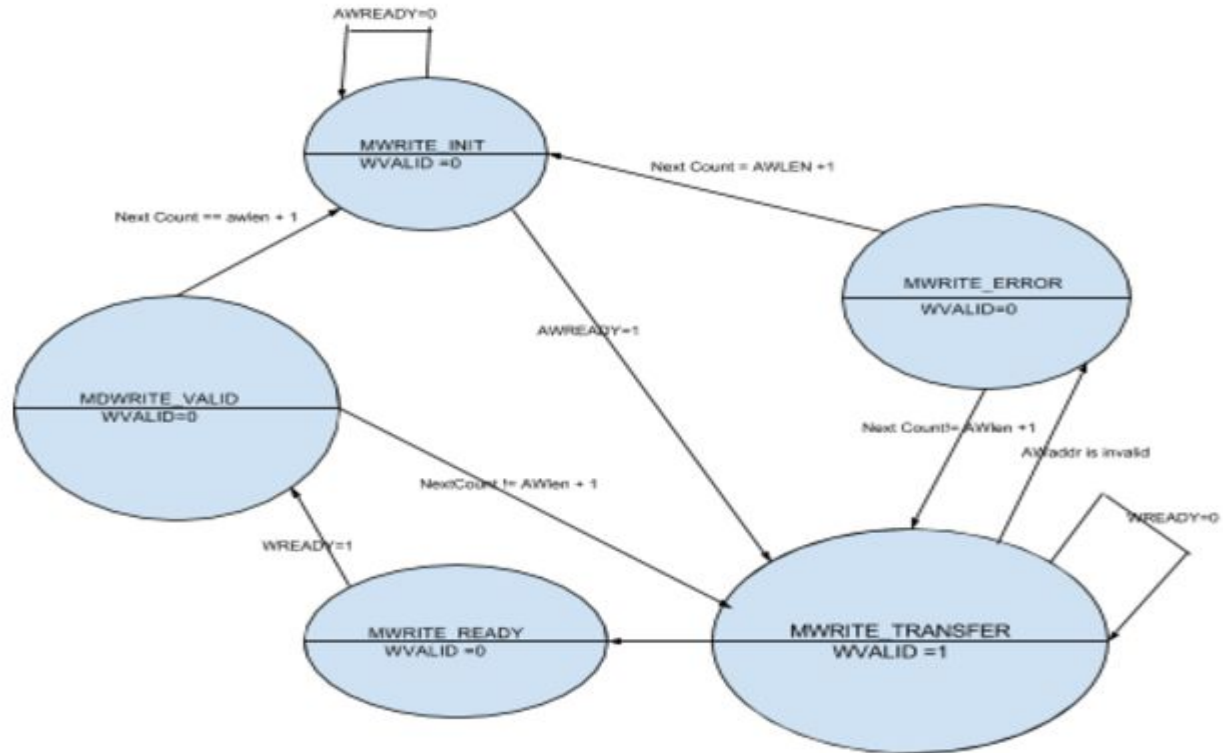 AWREADY=0
MWRITE_INIT
WVALID =0
Next Count = AWLEN +1
Next Count == awlen + 1
MWRITE_ERROR
WVALID=0
AWREADY=1
MDWRITE_VALID
WVALID=0
Next Count!= AWlen +1
AWaddr is invalid
NextCount != AWlen + 1
WREADY=0
WREADY=1
MWRITE_READY
WVALID =0
MWRITE_TRANSFER
WVALID =1